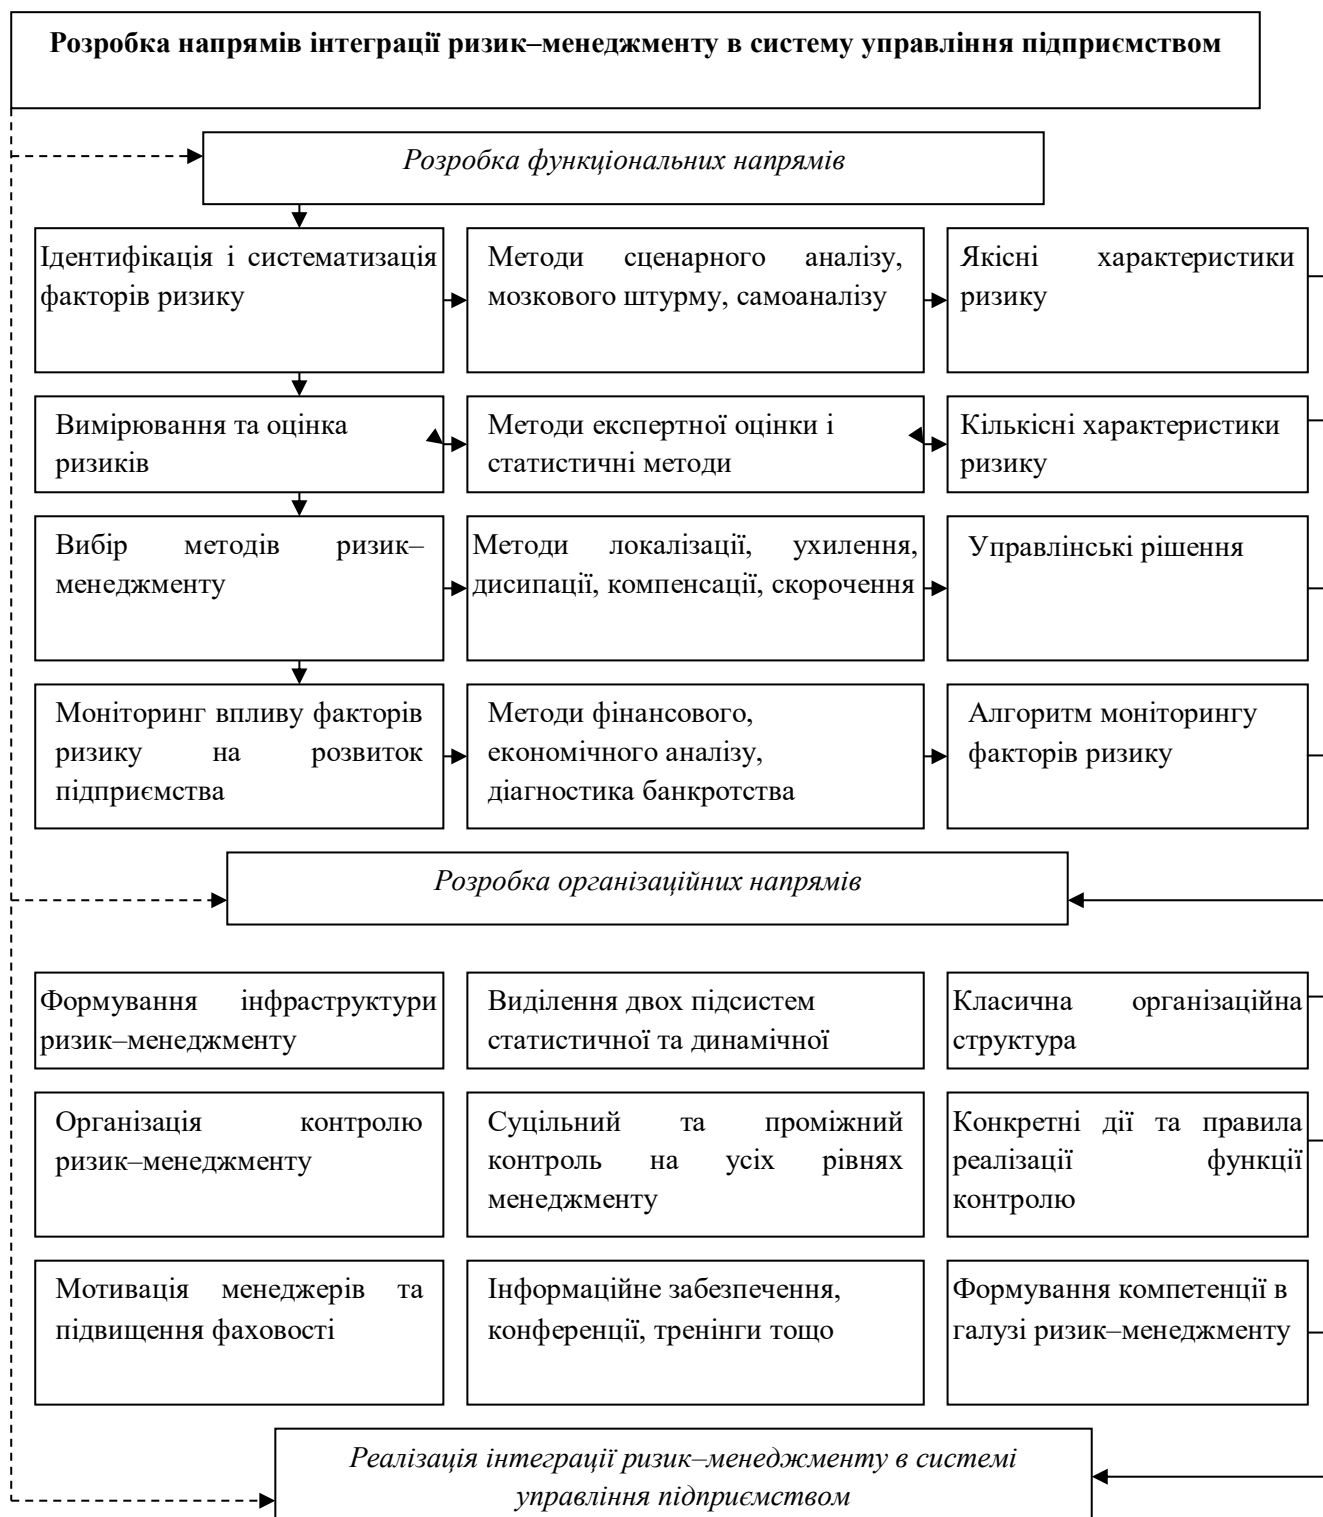 Розробка напрямів інтеграції ризик–менеджменту в систему управління підприємством
Розробка функціональних напрямів
Ідентифікація і систематизація
факторів ризику
Методи сценарного аналізу,
мозкового штурму, самоаналізу
Якісні характеристики
ризику
Вимірювання та оцінка
ризиків
Методи експертної оцінки і
статистичні методи
Кількісні характеристики
ризику
Вибір методів ризик–
менеджменту
Методи локалізації, ухилення,
дисипації, компенсації, скорочення
Управлінські рішення
Моніторинг впливу факторів
ризику на розвиток
підприємства
Методи фінансового,
економічного аналізу,
діагностика банкротства
Алгоритм моніторингу
факторів ризику
Розробка організаційних напрямів
Формування інфраструктури
ризик–менеджменту
Виділення двох підсистем
статистичної та динамічної
Класична організаційна
структура
Організація контролю
ризик–менеджменту
Суцільний та проміжний
контроль на усіх рівнях
менеджменту
Конкретні дії та правила
реалізації функції
контролю
Мотивація менеджерів та
підвищення фаховості
Інформаційне забезпечення,
конференції, тренінги тощо
Формування компетенції в
галузі ризик–менеджменту
Реалізація інтеграції ризик–менеджменту в системі
управління підприємством